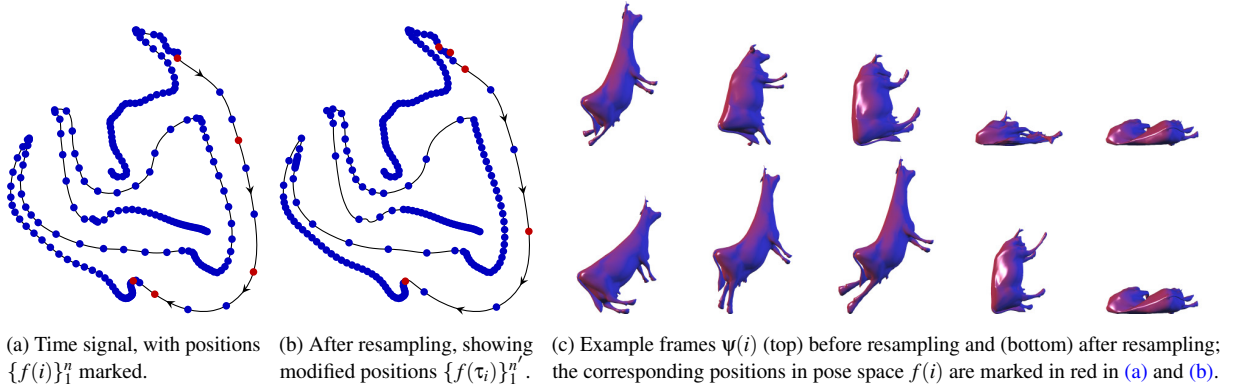 (a) Time signal, with positions
{f(i)}₁ⁿ marked.
(b) After resampling, showing
modified positions {f(τᵢ)}₁ⁿ′.
(c) Example frames ψ(i) (top) before resampling and (bottom) after resampling;
the corresponding positions in pose space f(i) are marked in red in (a) and (b).